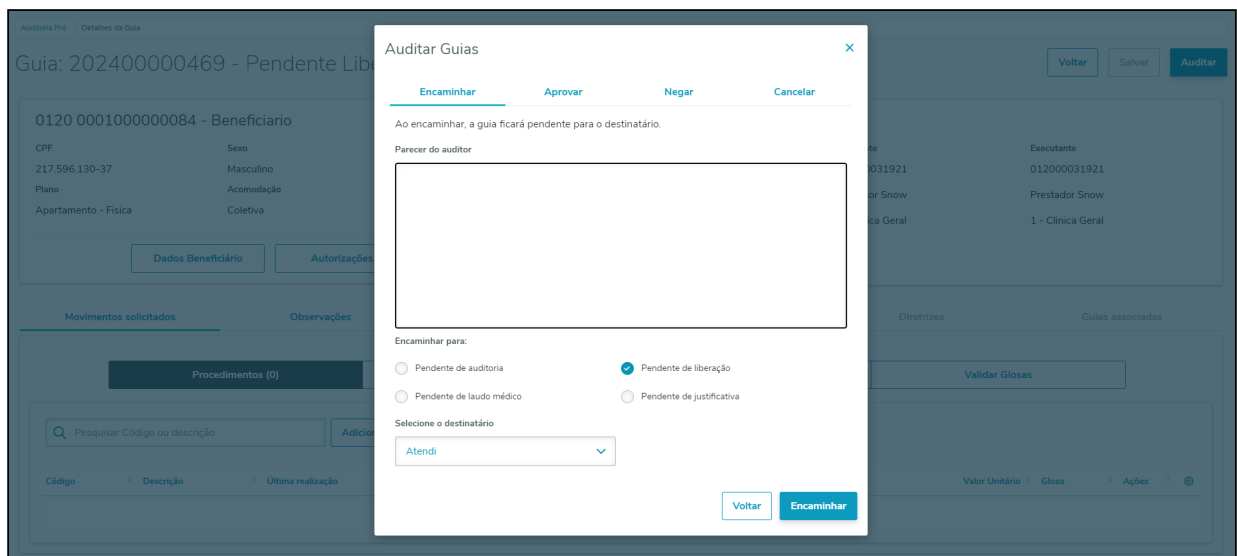 Auditoria Pré Detalhes da Guia
Guia: 202400000469 - Pendente Libe
Voltar Salvar Auditar
0120 0001000000084 - Beneficiario
CPF Sexo
217.596.130-37 Masculino
Plano Acomodação
Apartamento - Fisica Coletiva
Dados Beneficiário Autorizações
Executante
031921 012000031921
or Snow Prestador Snow
ica Geral 1 - Clinica Geral
Movimentos solicitados Observações Diretrizes Guias associadas
Procedimentos (0) Validar Glosas
Pesquisar Código ou descrição Adicio
Código Descrição Última realização Valor Unitário Glosa Ações
Auditar Guias
Encaminhar Aprovar Negar Cancelar
Ao encaminhar, a guia ficará pendente para o destinatário.
Parecer do auditor
Encaminhar para:
Pendente de auditoria Pendente de liberação
Pendente de laudo médico Pendente de justificativa
Selecione o destinatário
Atendi
Voltar Encaminhar